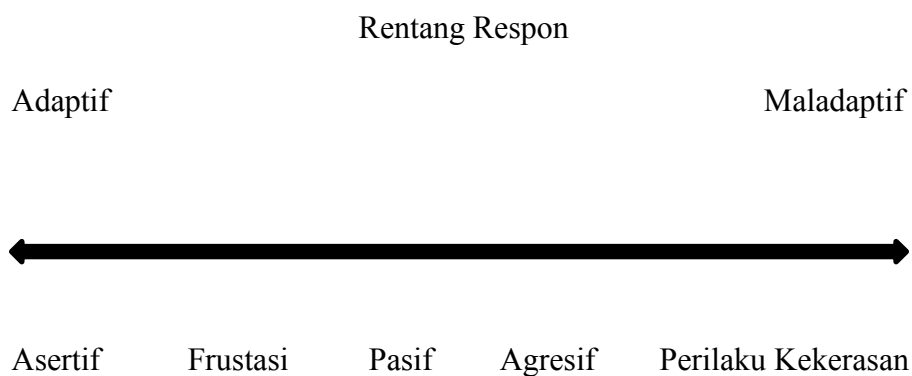 Rentang Respon
Adaptif Maladaptif
Asertif Frustasi Pasif Agresif Perilaku Kekerasan